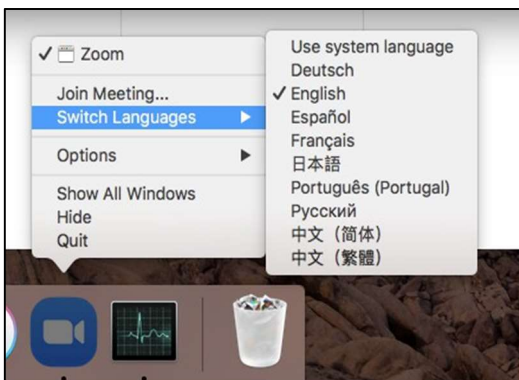 Zoom
Join Meeting...
Switch Languages
Options
Show All Windows
Hide
Quit
Use system language
Deutsch
English
Español
Français
日本語
Português (Portugal)
Русский
中文（简体）
中文（繁體）